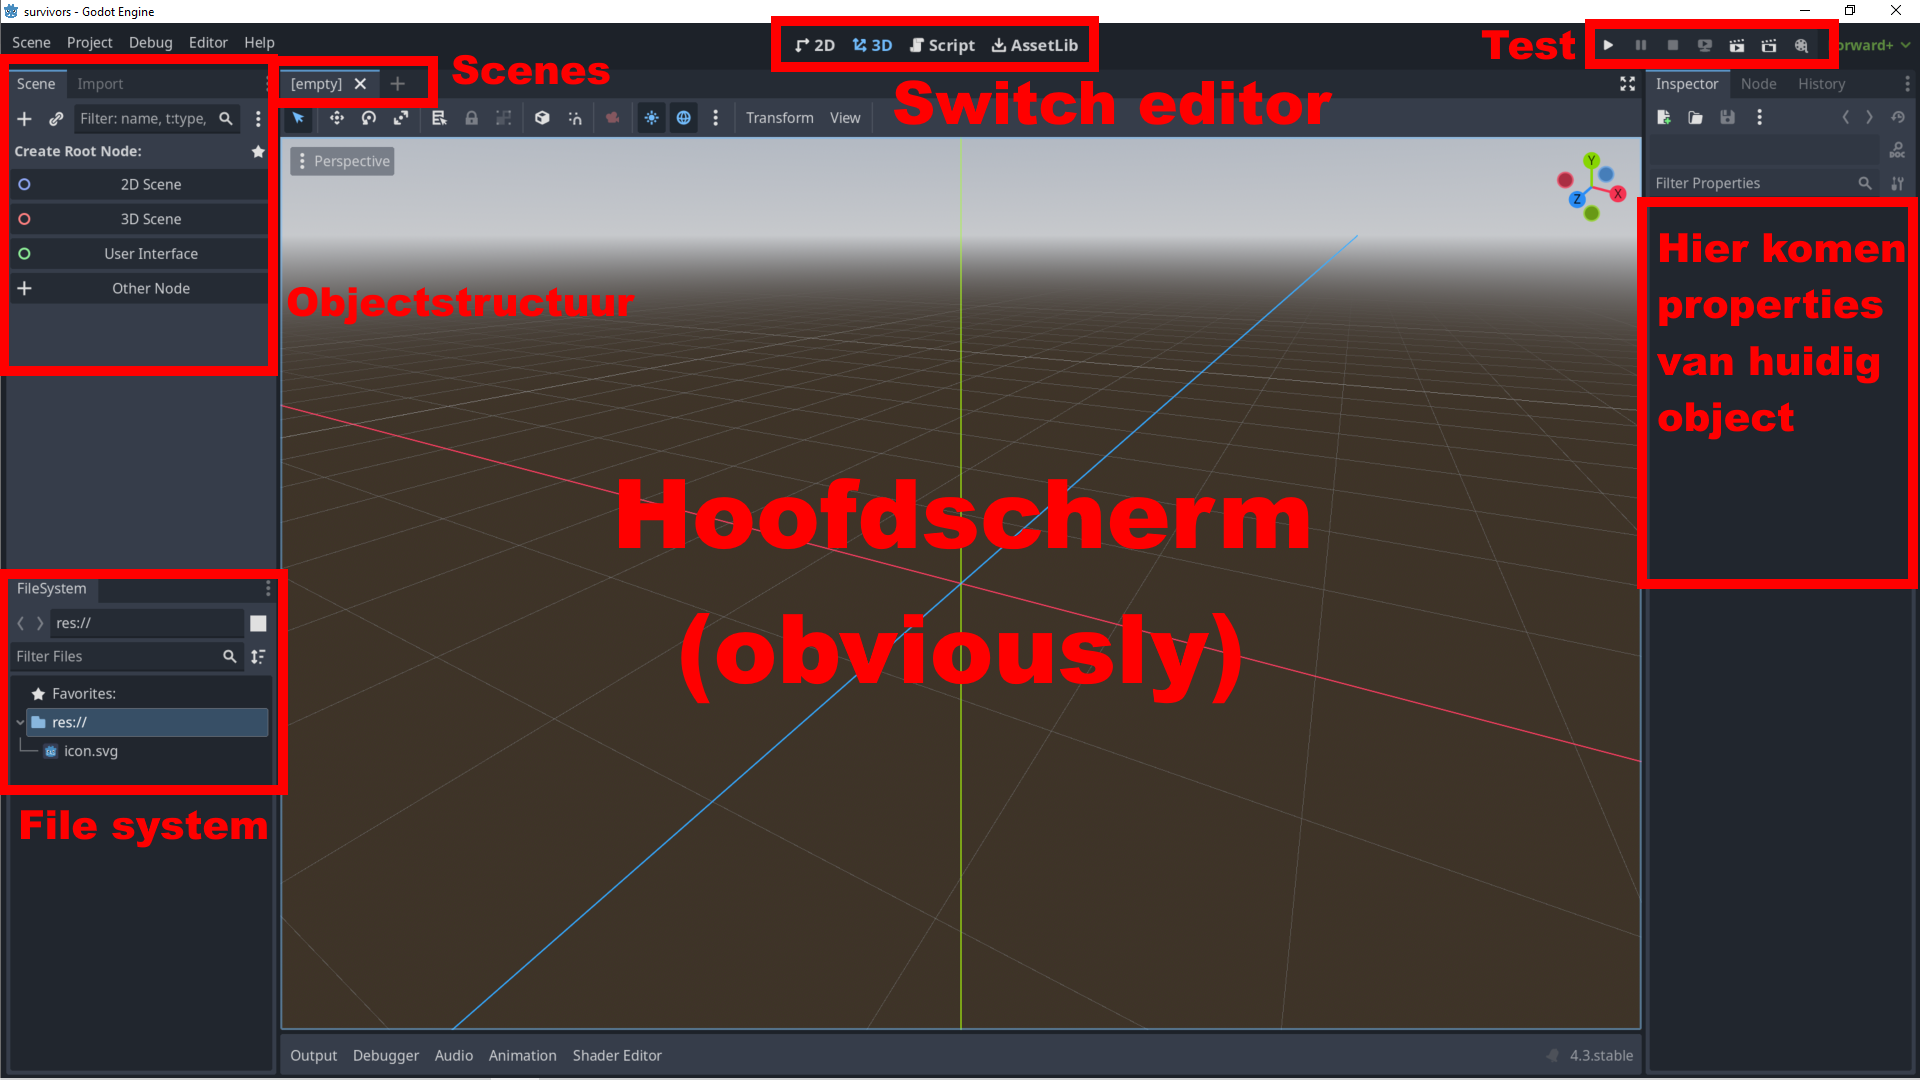 survivors - Godot Engine
Scene Project Debug Editor Help
2D 3D Script AssetLib
Test
orward+
Scene Import
[empty]
Scenes
Switch editor
Inspector Node History
Filter: name, t:type,
Transform View
Create Root Node:
Perspective
DOC
Filter Properties
2D Scene
3D Scene
User Interface
Other Node
Y
X
Z
Objectstructuur
Hier komen
properties
van huidig
object
Hoofdscherm
(obviously)
FileSystem
res://
Filter Files
Favorites:
res://
icon.svg
File system
Output Debugger Audio Animation Shader Editor
4.3.stable